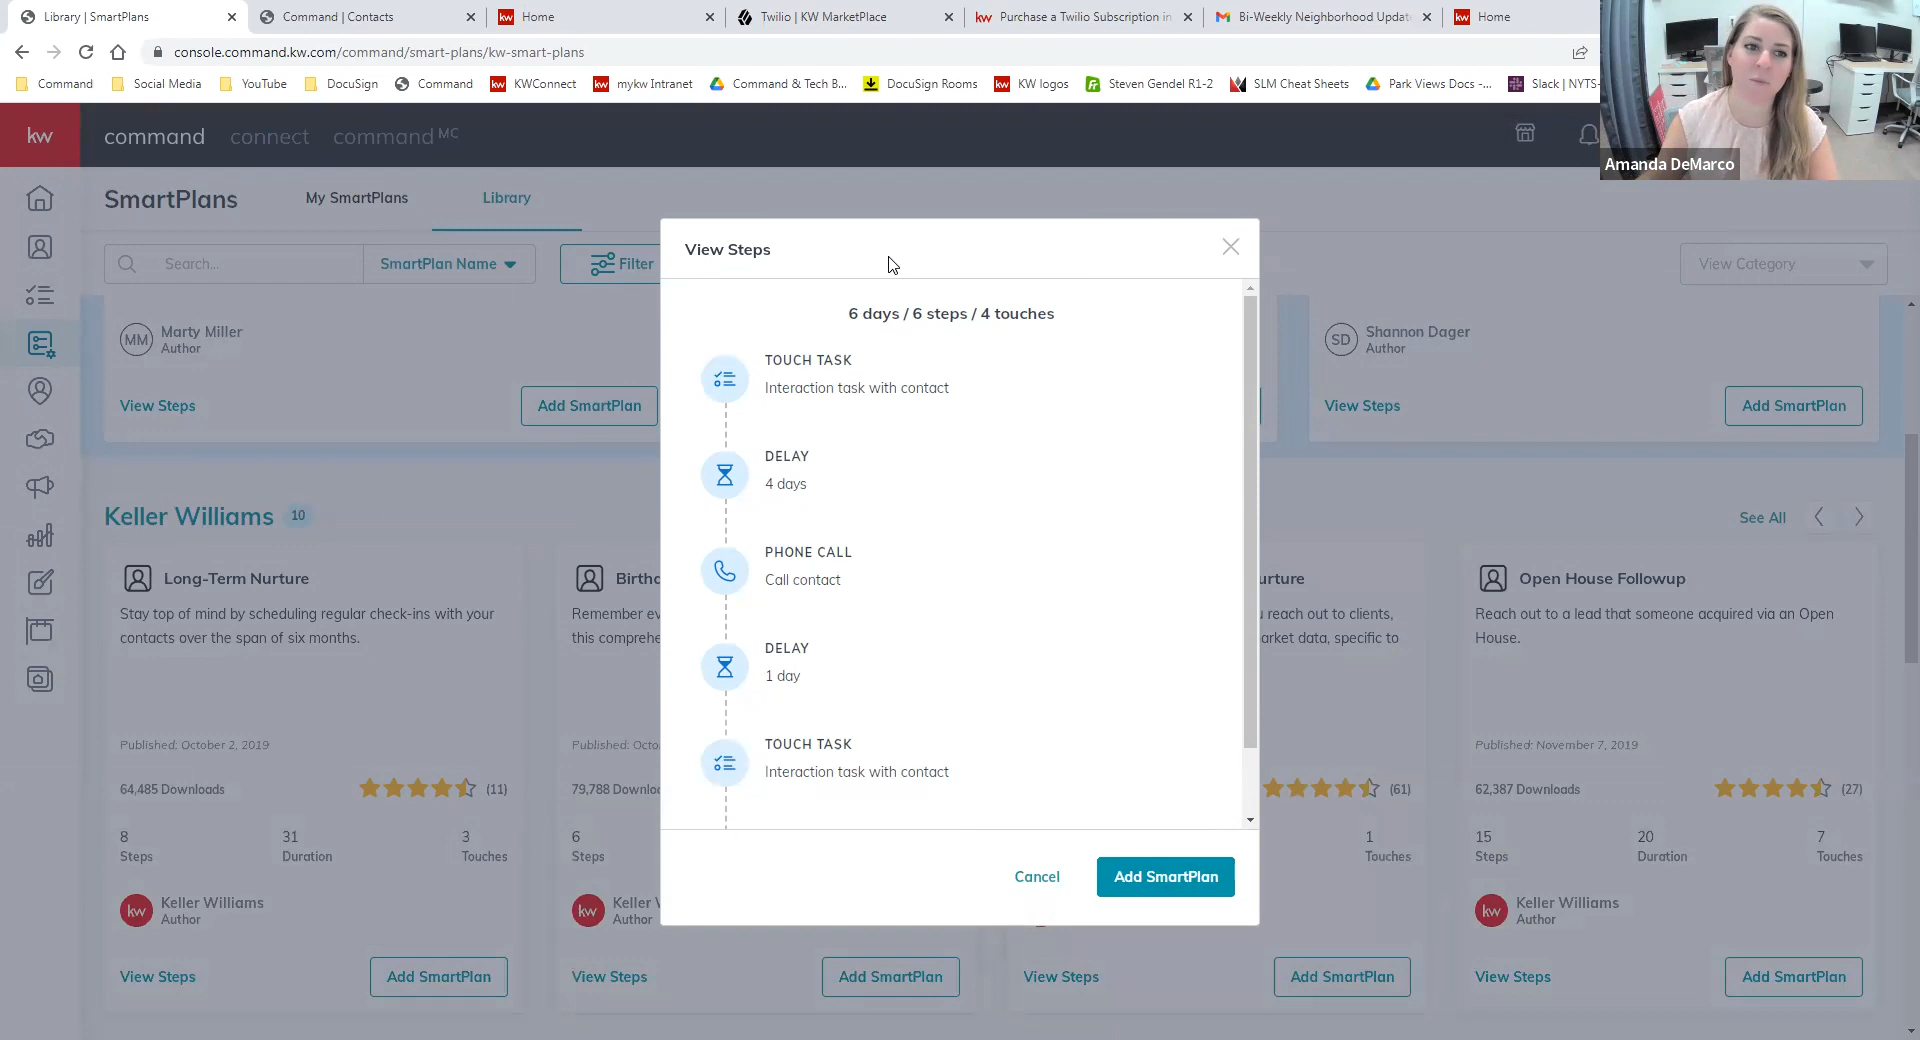 Library | SmartPlans
Command | Contacts
kw Home
Twilio | KW MarketPlace
kw Purchase a Twilio Subscription in
Bi-Weekly Neighborhood Updat
kw Home
console.command.kw.com/command/smart-plans/kw-smart-plans
Command
Social Media
YouTube
DocuSign
Command
kw KWConnect
kw mykw Intranet
Command & Tech B...
DocuSign Rooms
kw KW logos
Steven Gendel R1-2
SLM Cheat Sheets
Park Views Docs -...
Slack | NYTS-
Amanda DeMarco
kw
command
connect
command MC
SmartPlans
My SmartPlans
Library
Search...
SmartPlan Name
Filter
View Category
MM
Marty Miller
Author
View Steps
Add SmartPlan
SD
Shannon Dager
Author
View Steps
Add SmartPlan
View Steps
6 days / 6 steps / 4 touches
TOUCH TASK
Interaction task with contact
DELAY
4 days
PHONE CALL
Call contact
DELAY
1 day
TOUCH TASK
Interaction task with contact
Cancel
Add SmartPlan
Keller Williams 10
See All
Long-Term Nurture
Stay top of mind by scheduling regular check-ins with your
contacts over the span of six months.
Published: October 2, 2019
64,485 Downloads
(11)
8
Steps
31
Duration
3
Touches
kw
Keller Williams
Author
View Steps
Add SmartPlan
Birth
Remember ev
this comprehe
Published: Octo
79,788 Downlo
6
Steps
kw
Keller
Author
View Steps
Add SmartPlan
urture
u reach out to clients,
arket data, specific to
(61)
1
Touches
View Steps
Add SmartPlan
Open House Followup
Reach out to a lead that someone acquired via an Open
House.
Published: November 7, 2019
62,387 Downloads
(27)
15
Steps
20
Duration
7
Touches
kw
Keller Williams
Author
View Steps
Add SmartPlan